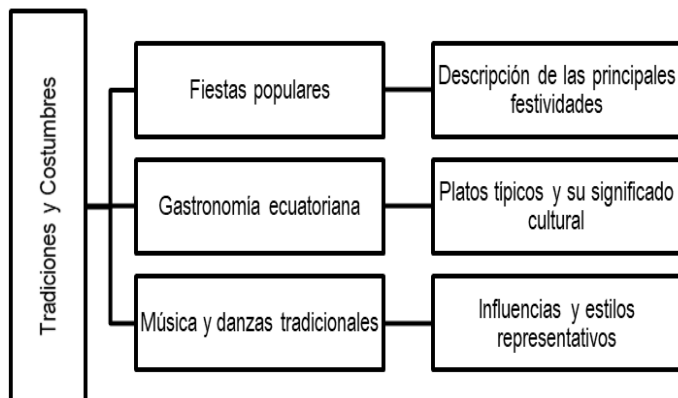 Tradiciones y Costumbres
Fiestas populares
Descripción de las principales
festividades
Gastronomía ecuatoriana
Platos típicos y su significado
cultural
Música y danzas tradicionales
Influencias y estilos
representativos